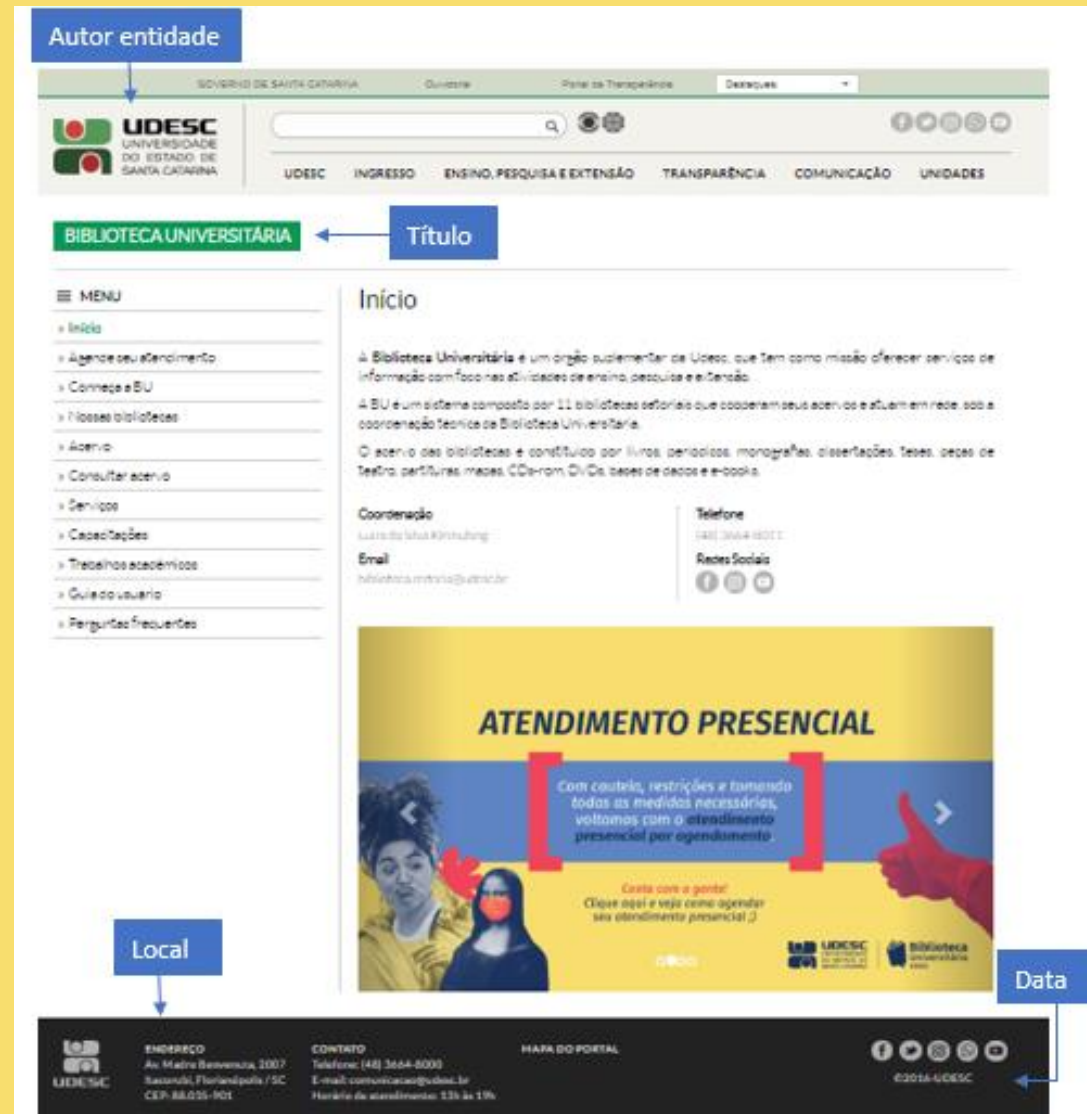 Autor entidade
GOVERNO DE SANTA CATARINA Ouvidoria Portal da Transparência Destaques
UDESC
UNIVERSIDADE
DO ESTADO DE
SANTA CATARINA
UDESC INGRESSO ENSINO, PESQUISA E EXTENSÃO TRANSPARÊNCIA COMUNICAÇÃO UNIDADES
BIBLIOTECA UNIVERSITÁRIA
Título
MENU
Início
» Início
» Agende seu atendimento
» Conheça a BU
» Nossas bibliotecas
» Acervo
» Consultar acervo
» Serviços
» Capacitações
» Trabalhos acadêmicos
» Guia do usuário
» Perguntas frequentes
A Biblioteca Universitária é um órgão suplementar da Udesc, que tem como missão oferecer serviços de
informação com foco nas atividades de ensino, pesquisa e extensão.
A BU é um sistema composto por 11 bibliotecas setoriais que cooperam seus acervos e atuam em rede, sob a
coordenação técnica da Biblioteca Universitária.
O acervo das bibliotecas é constituído por livros, periódicos, monografias, dissertações, teses, peças de
teatro, partituras, mapas, CDs-rom, DVDs, bases de dados e e-books.
Coordenação
Telefone
Email
Redes Sociais
ATENDIMENTO PRESENCIAL
Com cautela, restrições e tomando
todas as medidas necessárias,
voltamos com o atendimento
presencial por agendamento.
Conta com a gente!
Clique aqui e veja como agendar
seu atendimento presencial ;)
UDESC
Biblioteca
Universitária
Local
Data
UDESC
ENDEREÇO
Av. Madre Benvenuta, 2007
Itacorubi, Florianópolis / SC
CEP: 88.035-901
CONTATO
Telefone: (48) 3664-8000
E-mail: comunicacao@udesc.br
Horário de atendimento: 13h às 19h
MAPA DO PORTAL
©2016-UDESC